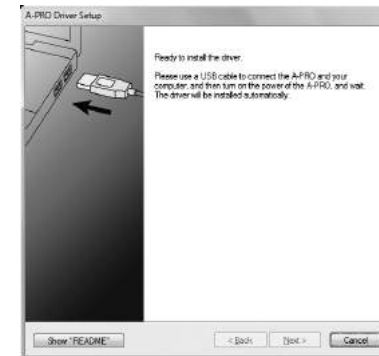 A-PRO Driver Setup
Ready to install the driver.
Please use a USB cable to connect the A-PRO and your
computer, and then turn on the power of the A-PRO, and wait.
The driver will be installed automatically.
Show "README"
< Back
Next >
Cancel